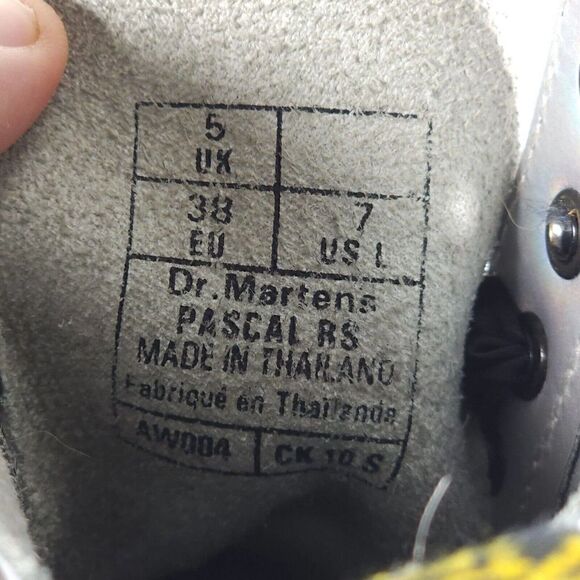 5
UK
38
EU
7
US L
Dr. Martens
PASCAL RS
MADE IN THAILAND
Fabriqué en Thaïlande
AW004
CK 10 S